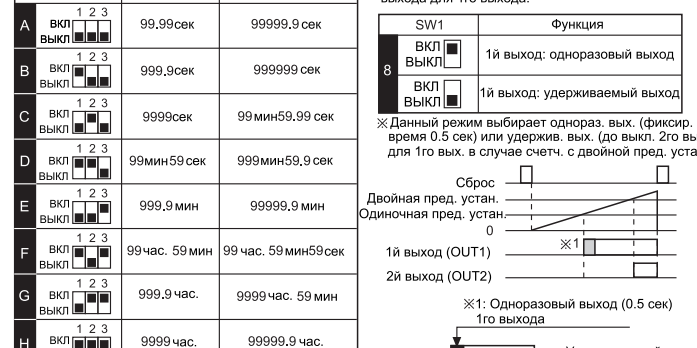 выхода для 1го выхода.
A
1 2 3
ВКЛ
ВЫКЛ
99.99сек
99999.9 сек
B
1 2 3
ВКЛ
ВЫКЛ
999.9сек
999999 сек
C
1 2 3
ВКЛ
ВЫКЛ
9999сек
99 мин59.99 сек
D
1 2 3
ВКЛ
ВЫКЛ
99мин59 сек
999мин59.9 сек
E
1 2 3
ВКЛ
ВЫКЛ
999.9 мин
99999.9 мин
F
1 2 3
ВКЛ
ВЫКЛ
99 час. 59 мин
99 час. 59 мин59 сек
G
1 2 3
ВКЛ
ВЫКЛ
999.9 час.
9999 час. 59 мин
H
1 2 3
ВКЛ
9999 час.
99999.9 час.
SW1
Функция
8
ВКЛ
ВЫКЛ
1й выход: одноразовый выход
ВКЛ
ВЫКЛ
1й выход: удерживаемый выход
※ Данный режим выбирает однораз. вых. (фиксир.
время 0.5 сек) или удержив. вых. (до выкл. 2го вы
для 1го вых. в случае счетч. с двойной пред. уста
Сброс
Двойная пред. устан.
Одиночная пред. устан.
0
1й выход (OUT1)
※1
2й выход (OUT2)
※1: Одноразовый выход (0.5 сек)
1го выхода